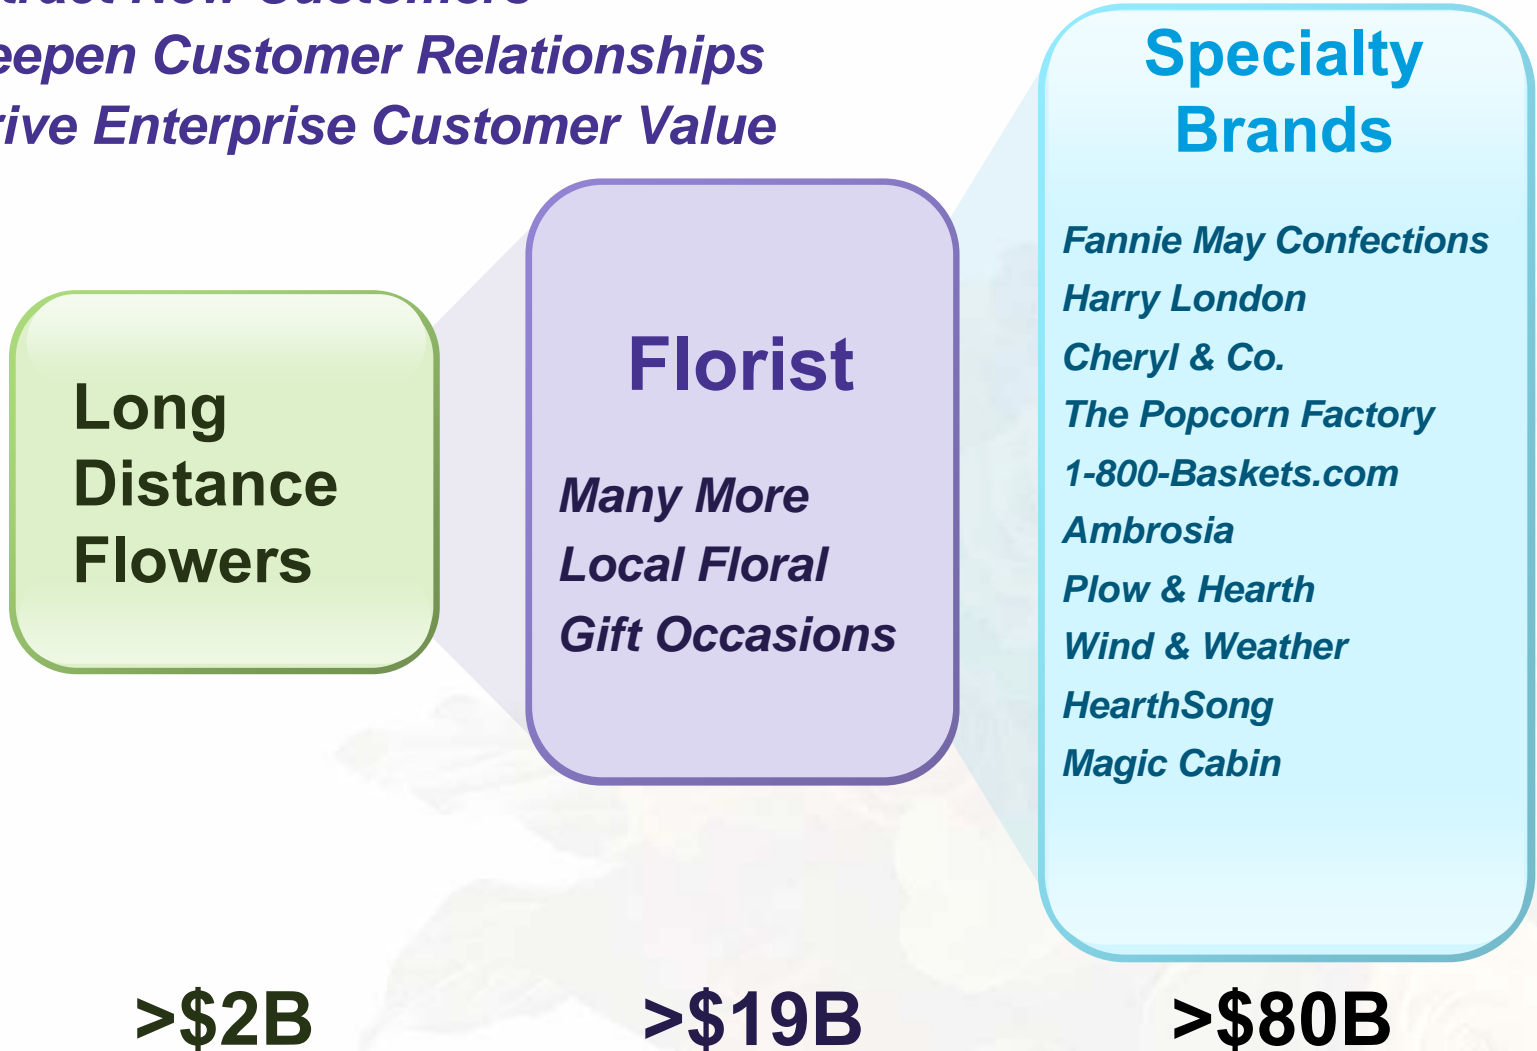 New Customers
Customer Relationships
Enterprise Customer Value
Specialty
Brands
Fannie May Confections
Harry London
Cheryl & Co.
The Popcorn Factory
1-800-Baskets.com
Ambrosia
Plow & Hearth
Wind & Weather
HearthSong
Magic Cabin
Florist
Many More
Local Floral
Gift Occasions
Long
Distance
Flowers
>$2B
>$19B
>$80B